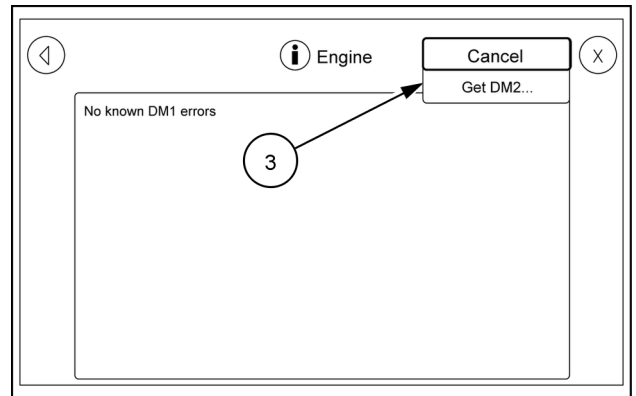 Engine
Cancel
Get DM2...
No known DM1 errors
3
X